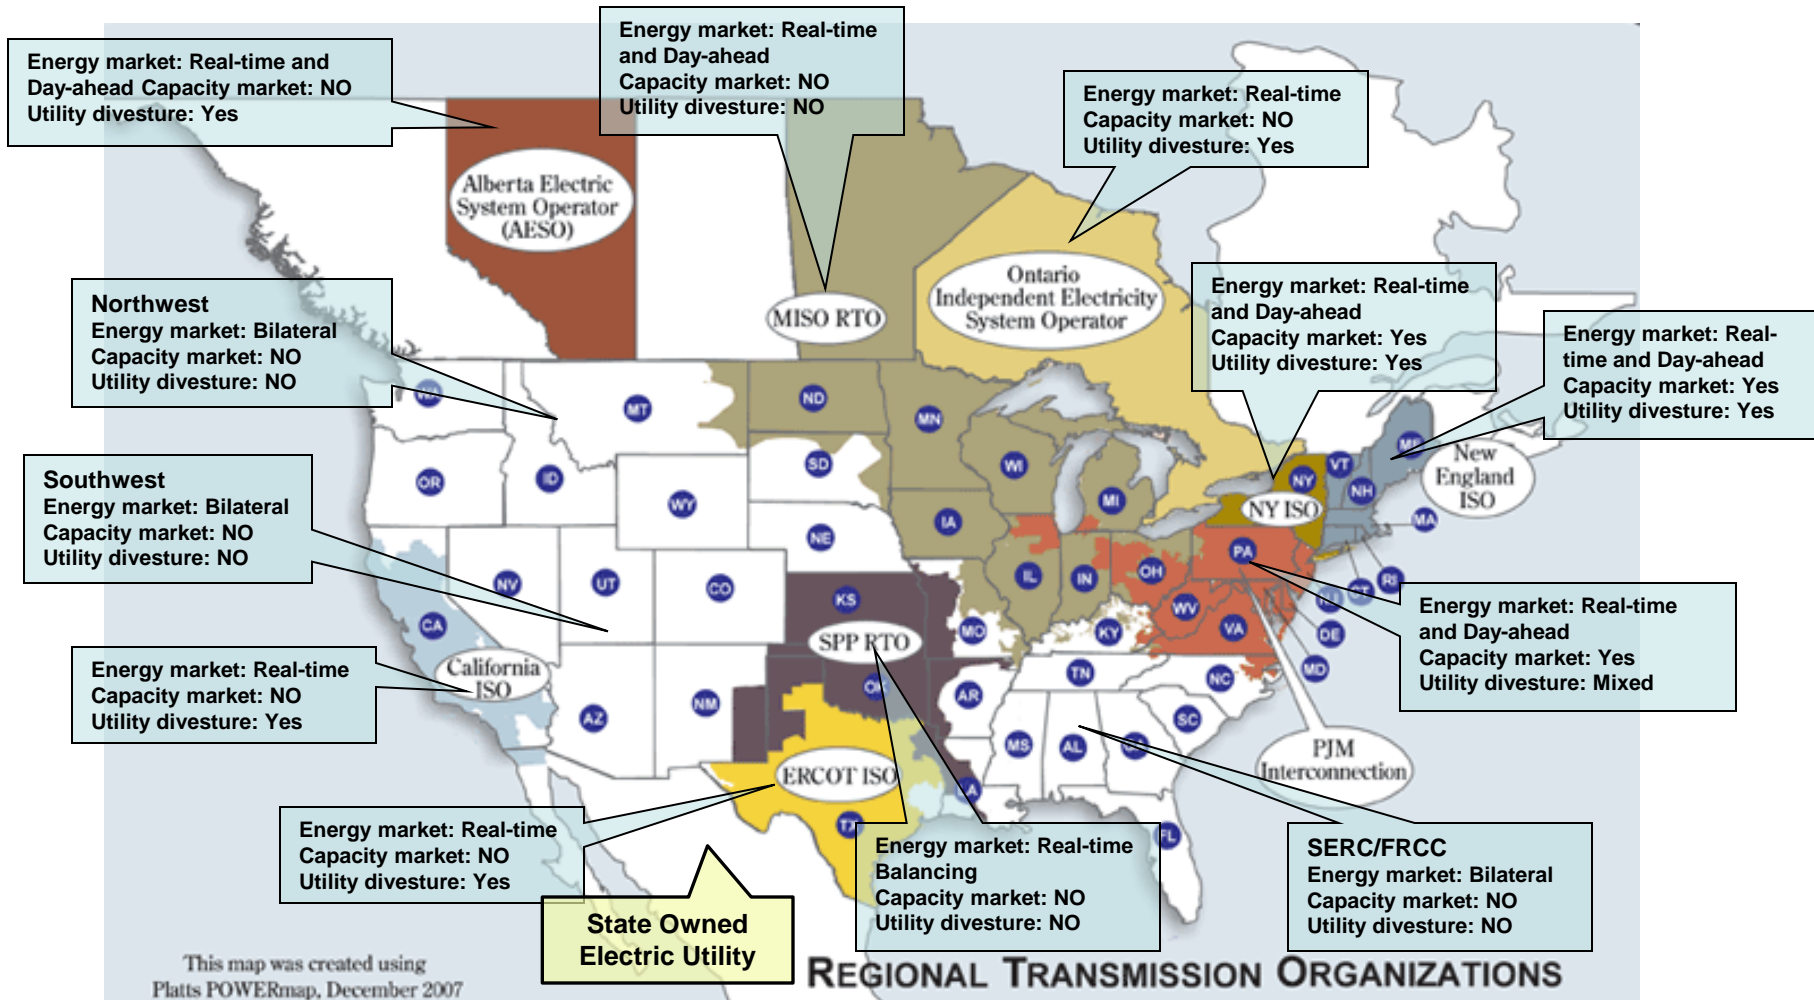 Energy market: Real-time and
Day-ahead Capacity market: NO
Utility divesture: Yes
Energy market: Real-time
and Day-ahead
Capacity market: NO
Utility divesture: NO
Energy market: Real-time
Capacity market: NO
Utility divesture: Yes
Alberta Electric
System Operator
(AESO)
Ontario
Independent Electricity
System Operator
MISO RTO
Energy market: Real-time
and Day-ahead
Capacity market: Yes
Utility divesture: Yes
Northwest
Energy market: Bilateral
Capacity market: NO
Utility divesture: NO
Energy market: Real-
time and Day-ahead
Capacity market: Yes
Utility divesture: Yes
WA
MT
ND
MN
ME
New
England
ISO
Southwest
Energy market: Bilateral
Capacity market: NO
Utility divesture: NO
OR
ID
WY
SD
WI
MI
NY
VT
NH
NY ISO
MA
IA
NE
NV
UT
CO
KS
IL
IN
OH
PA
WV
VA
NJ
CT
RI
DE
MD
Energy market: Real-time
and Day-ahead
Capacity market: Yes
Utility divesture: Mixed
CA
California
ISO
SPP RTO
MO
KY
TN
NC
Energy market: Real-time
Capacity market: NO
Utility divesture: Yes
AZ
NM
OK
AR
SC
MS
AL
GA
PJM
Interconnection
ERCOT ISO
LA
TX
FL
Energy market: Real-time
Capacity market: NO
Utility divesture: Yes
State Owned
Electric Utility
Energy market: Real-time
Balancing
Capacity market: NO
Utility divesture: NO
SERC/FRCC
Energy market: Bilateral
Capacity market: NO
Utility divesture: NO
This map was created using
Platts POWERmap, December 2007
REGIONAL TRANSMISSION ORGANIZATIONS